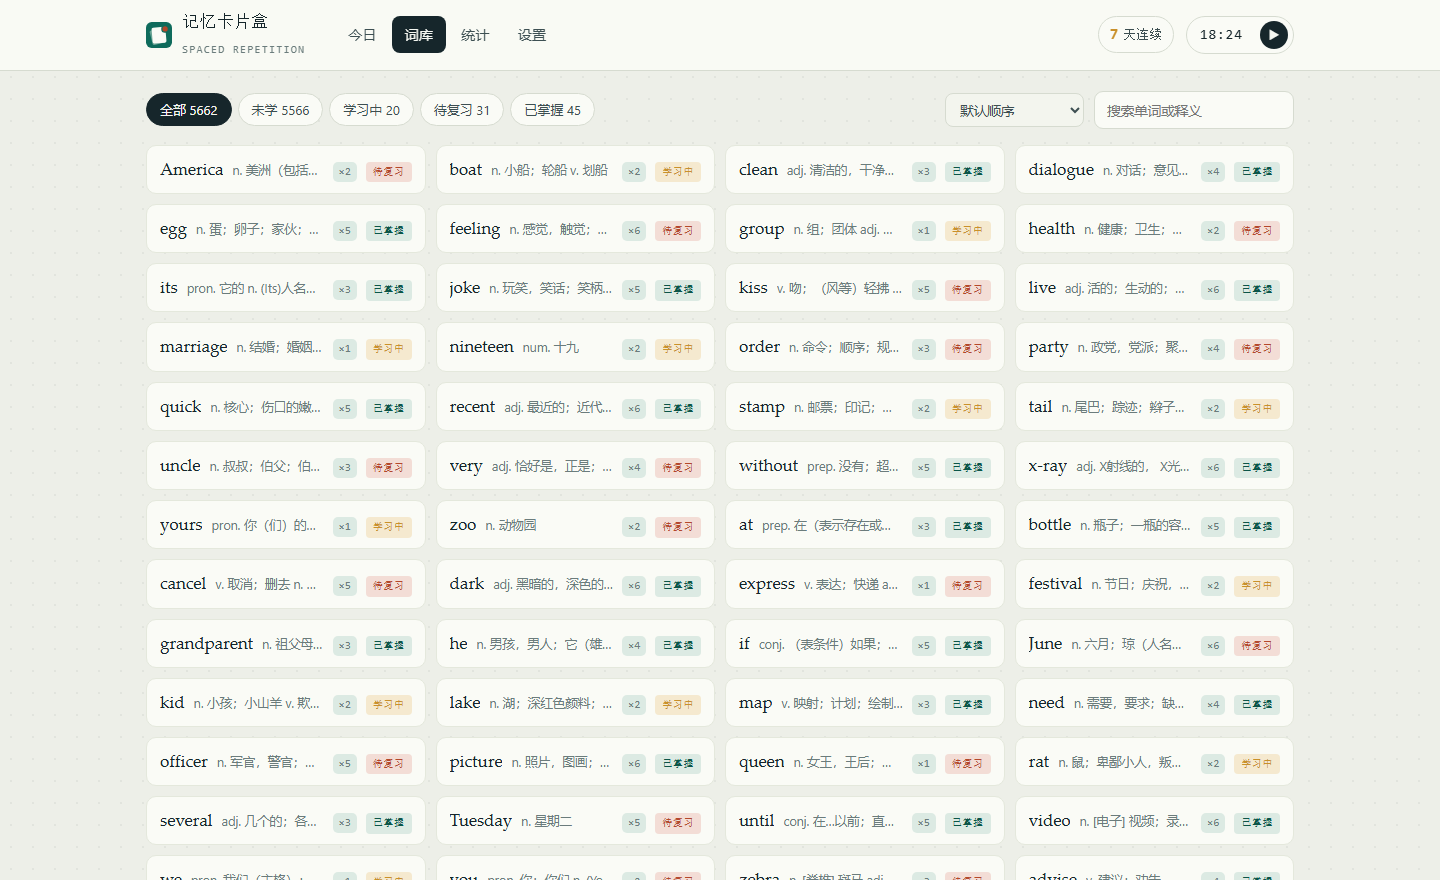 记忆卡片盒
SPACED REPETITION
今日 词库 统计 设置
7 天连续
18:24
全部 5662 未学 5566 学习中 20 待复习 31 已掌握 45
默认顺序
搜索单词或释义
America n. 美洲（包括... ×2 待复习
boat n. 小船；轮船 v. 划船 ×2 学习中
clean adj. 清洁的，干净... ×3 已掌握
dialogue n. 对话；意见... ×4 已掌握
egg n. 蛋；卵子；家伙；... ×5 已掌握
feeling n. 感觉，触觉；... ×6 待复习
group n. 组；团体 adj. ... ×1 学习中
health n. 健康；卫生；... ×2 待复习
its pron. 它的 n. (Its)人名... ×3 已掌握
joke n. 玩笑，笑话；笑柄... ×5 已掌握
kiss v. 吻；（风等）轻拂 ... ×5 待复习
live adj. 活的；生动的；... ×6 已掌握
marriage n. 结婚；婚姻... ×1 学习中
nineteen num. 十九 ×2 学习中
order n. 命令；顺序；规... ×3 待复习
party n. 政党，党派；聚... ×4 待复习
quick n. 核心；伤口的嫩... ×5 已掌握
recent adj. 最近的；近代... ×6 已掌握
stamp n. 邮票；印记；... ×2 学习中
tail n. 尾巴；踪迹；辫子... ×2 学习中
uncle n. 叔叔；伯父；伯... ×3 待复习
very adj. 恰好是，正是；... ×4 待复习
without prep. 没有；超... ×5 已掌握
x-ray adj. X射线的， X光... ×6 已掌握
yours pron. 你（们）的... ×1 学习中
zoo n. 动物园 ×2 待复习
at prep. 在（表示存在或... ×3 已掌握
bottle n. 瓶子；一瓶的容... ×5 已掌握
cancel v. 取消；删去 n. ... ×5 待复习
dark adj. 黑暗的，深色的... ×6 已掌握
express v. 表达；快递 a... ×1 待复习
festival n. 节日；庆祝，... ×2 学习中
grandparent n. 祖父母... ×3 已掌握
he n. 男孩，男人；它（雄... ×4 已掌握
if conj. （表条件）如果；... ×5 已掌握
June n. 六月；琼（人名... ×6 待复习
kid n. 小孩；小山羊 v. 欺... ×2 学习中
lake n. 湖；深红色颜料；... ×2 学习中
map v. 映射；计划；绘制... ×3 已掌握
need n. 需要，要求；缺... ×4 已掌握
officer n. 军官，警官；... ×5 待复习
picture n. 照片，图画；... ×6 已掌握
queen n. 女王，王后；... ×1 待复习
rat n. 鼠；卑鄙小人，叛... ×2 学习中
several adj. 几个的；各... ×3 已掌握
Tuesday n. 星期二 ×5 待复习
until conj. 在...以前；直... ×5 已掌握
video n. [电子] 视频；录... ×6 已掌握
we pron. 我们（主格）；
you pron. 你；你们 n. (Yo...
zebra n. [脊椎] 斑马 adj.
advise v. 建议；劝告